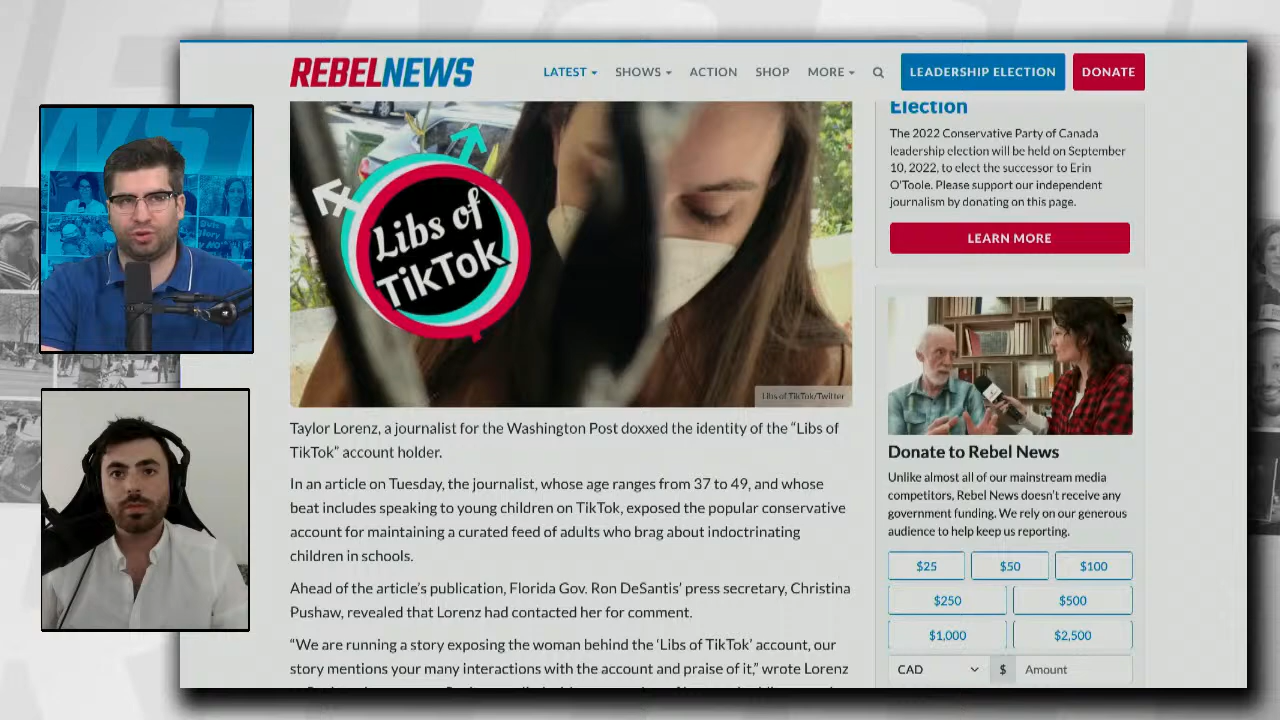 REBELNEWS
LATEST
SHOWS
ACTION
SHOP
MORE
LEADERSHIP ELECTION
DONATE
Libs of
TikTok
Libs of TikTok/Twitter
Taylor Lorenz, a journalist for the Washington Post doxxed the identity of the “Libs of
TikTok” account holder.
In an article on Tuesday, the journalist, whose age ranges from 37 to 49, and whose
beat includes speaking to young children on TikTok, exposed the popular conservative
account for maintaining a curated feed of adults who brag about indoctrinating
children in schools.
Ahead of the article’s publication, Florida Gov. Ron DeSantis’ press secretary, Christina
Pushaw, revealed that Lorenz had contacted her for comment.
“We are running a story exposing the woman behind the ‘Libs of TikTok’ account, our
story mentions your many interactions with the account and praise of it,” wrote Lorenz
Election
The 2022 Conservative Party of Canada
leadership election will be held on September
10, 2022, to elect the successor to Erin
O'Toole. Please support our independent
journalism by donating on this page.
LEARN MORE
Donate to Rebel News
Unlike almost all of our mainstream media
competitors, Rebel News doesn’t receive any
government funding. We rely on our generous
audience to help keep us reporting.
$25
$50
$100
$250
$500
$1,000
$2,500
CAD
$
Amount